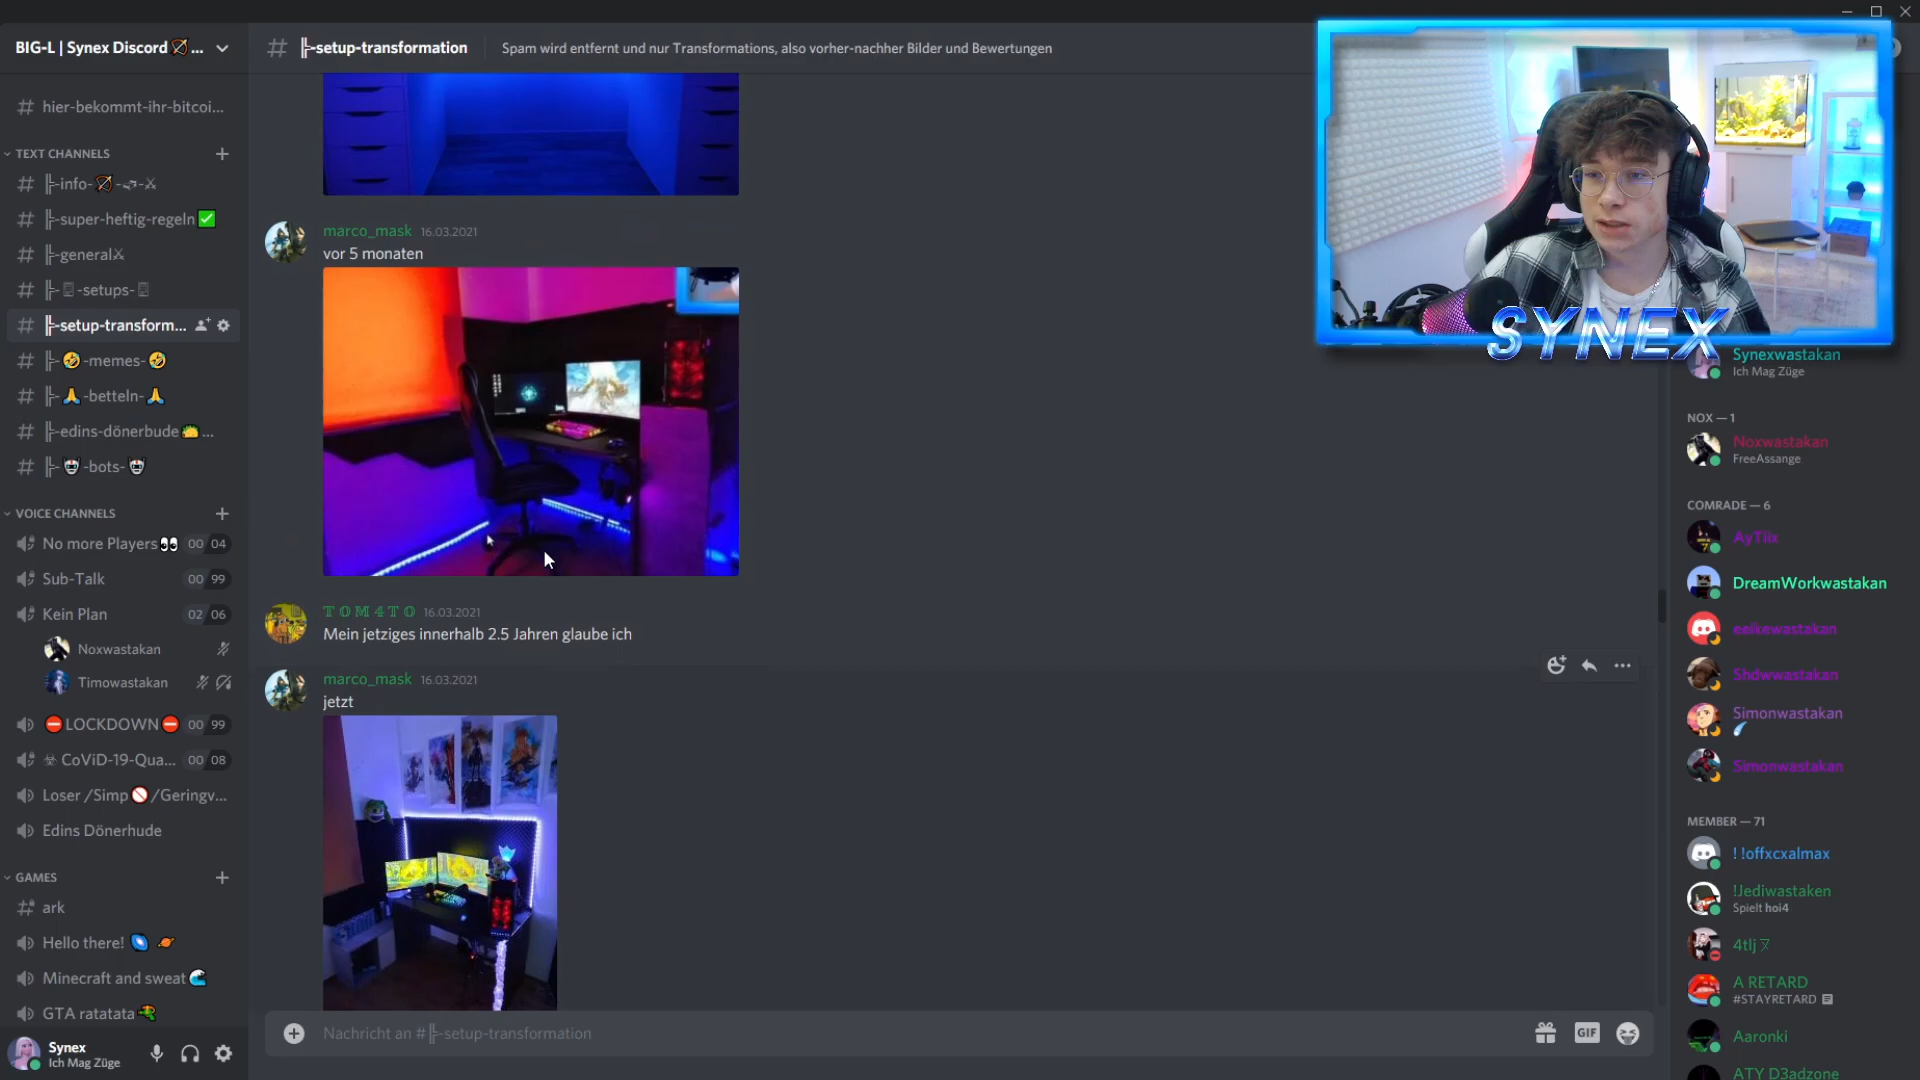 BIG-L | Synex Discord🏹...
├-setup-transformation
Spam wird entfernt und nur Transformations, also vorher-nachher Bilder und Bewertungen
hier-bekommt-ihr-bitcoi...
TEXT CHANNELS
├-info-🏹-🔫-⚔
├-super-heftig-regeln✅
├-general⚔
├-🖥-setups-🖥
├-setup-transform...
├-🤣-memes-🤣
├-🙏-betteln-🙏
├-edins-dönerbude🌮...
├-🤖-bots-🤖
VOICE CHANNELS
No more Players👀 00 04
Sub-Talk 00 99
Kein Plan 02 06
Noxwastakan
Timowastakan
⛔LOCKDOWN⛔ 00 99
☣ CoViD-19-Qua... 00 08
Loser /Simp🚫/Geringv...
Edins Dönerhude
GAMES
ark
Hello there! 🌌 🪐
Minecraft and sweat🌊
GTA ratatata🔫
Synex
Ich Mag Züge
marco_mask 16.03.2021
vor 5 monaten
𝕋𝕆𝕄𝟜𝕋𝕆 16.03.2021
Mein jetziges innerhalb 2.5 Jahren glaube ich
marco_mask 16.03.2021
jetzt
Nachricht an #├-setup-transformation
GIF
SYNEX
Synexwastakan
Ich Mag Züge
NOX — 1
Noxwastakan
FreeAssange
COMRADE — 6
AyTiix
DreamWorkwastakan
eeikewastakan
Shdwwastakan
Simonwastakan
Simonwastakan
MEMBER — 71
! !offxcxalmax
!Jediwastaken
Spielt hoi4
4tlj
A RETARD
#STAYRETARD
Aaronki
ATY D3adzone